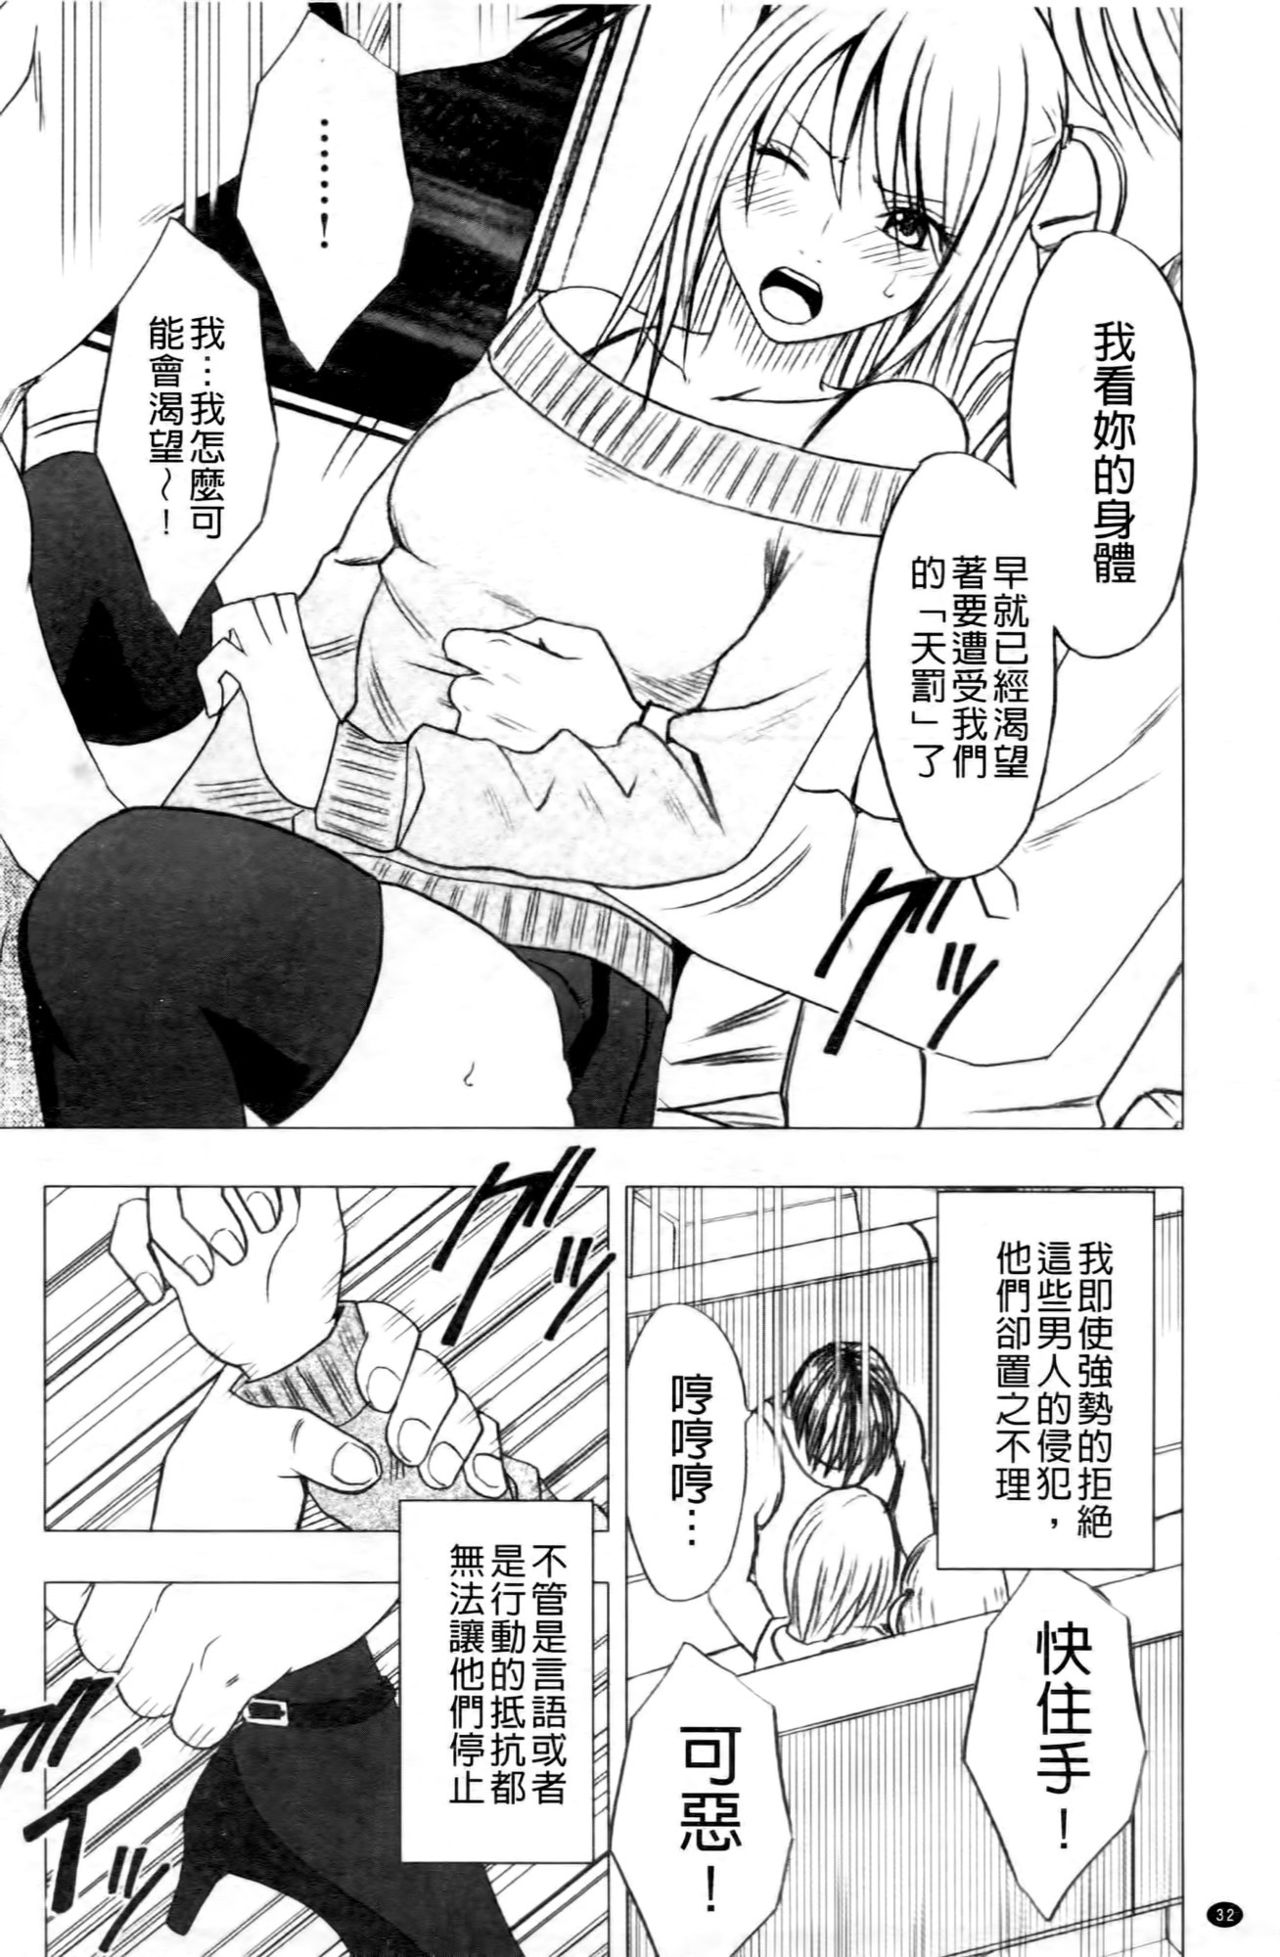 我看妳的身體
早就已經渴望
著要遭受我們
的「天罰」了
⋯⋯⋯！
我⋯我怎麼可
能會渴望～！
グッ
我即使強勢的拒絕
這些男人的侵犯，
他們卻置之不理
哼哼哼⋯
快住手！
可惡！
グッ
不管是言語或者
是行動的抵抗都
無法讓他們停止
グイ
32